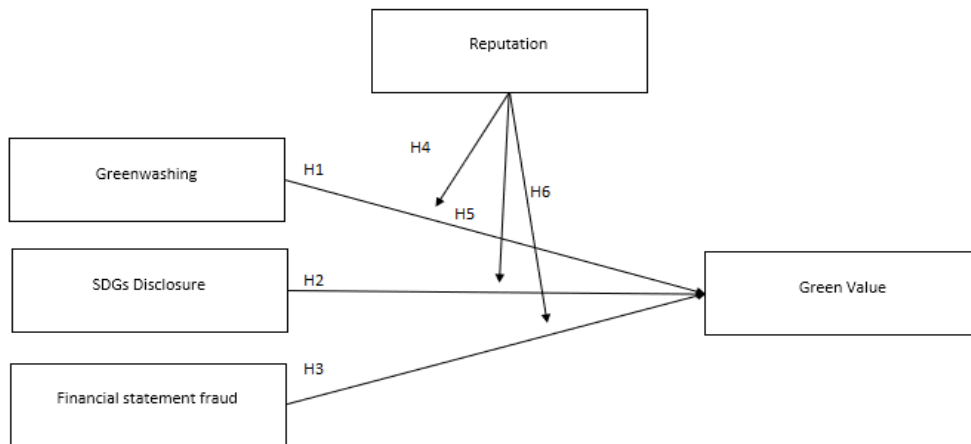 Reputation
H4
Greenwashing
H1
H6
H5
SDGs Disclosure
H2
Green Value
H3
Financial statement fraud